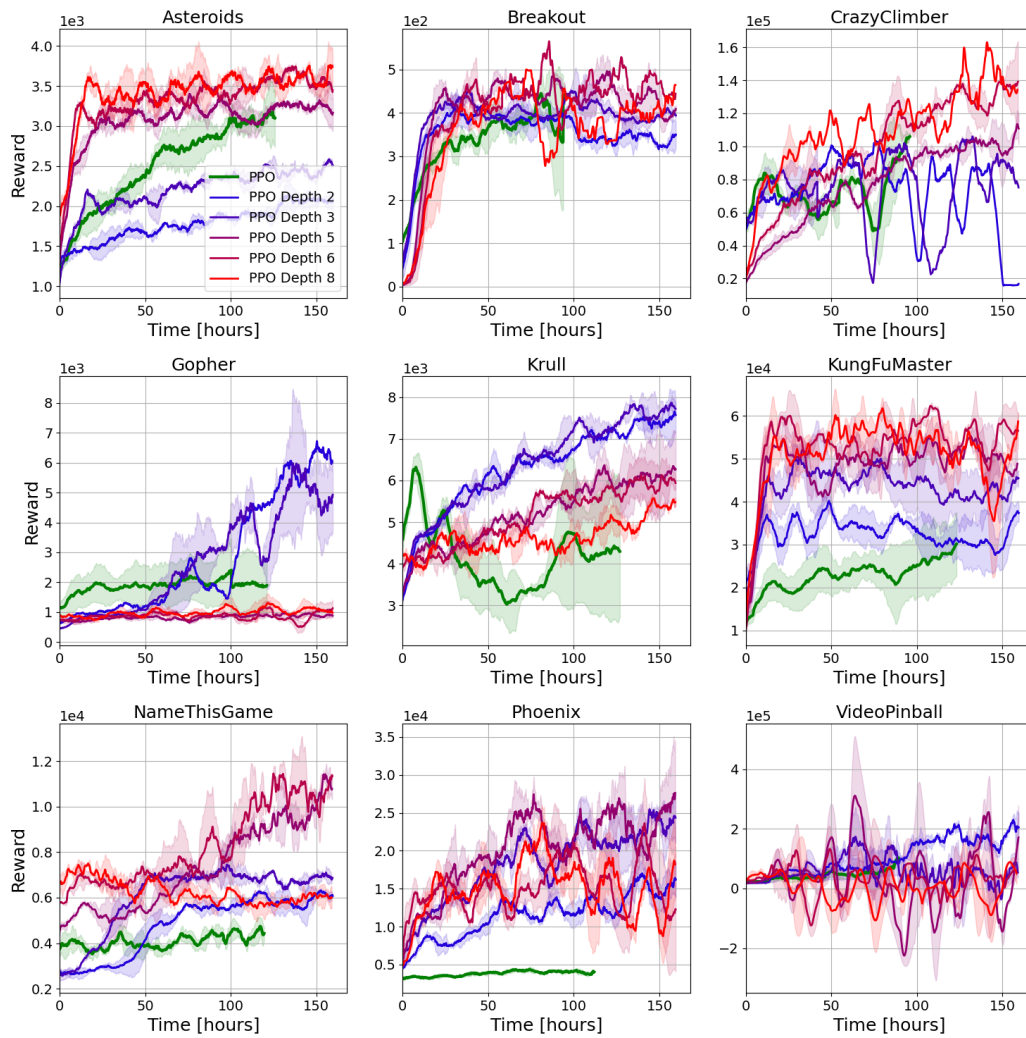 Asteroids
1e3
4.0
3.5
3.0
2.5
2.0
1.5
1.0
Reward
0 50 100 150
Time [hours]
PPO
PPO Depth 2
PPO Depth 3
PPO Depth 5
PPO Depth 6
PPO Depth 8
Breakout
1e2
5
4
3
2
1
0
0 50 100 150
Time [hours]
CrazyClimber
1e5
1.6
1.4
1.2
1.0
0.8
0.6
0.4
0.2
0 50 100 150
Time [hours]
Gopher
1e3
8
7
6
5
4
3
2
1
0
Reward
0 50 100 150
Time [hours]
Krull
1e3
8
7
6
5
4
3
0 50 100 150
Time [hours]
KungFuMaster
1e4
6
5
4
3
2
1
0 50 100 150
Time [hours]
NameThisGame
1e4
1.2
1.0
0.8
0.6
0.4
0.2
Reward
0 50 100 150
Time [hours]
Phoenix
1e4
3.5
3.0
2.5
2.0
1.5
1.0
0.5
0 50 100 150
Time [hours]
VideoPinball
1e5
4
2
0
−2
0 50 100 150
Time [hours]